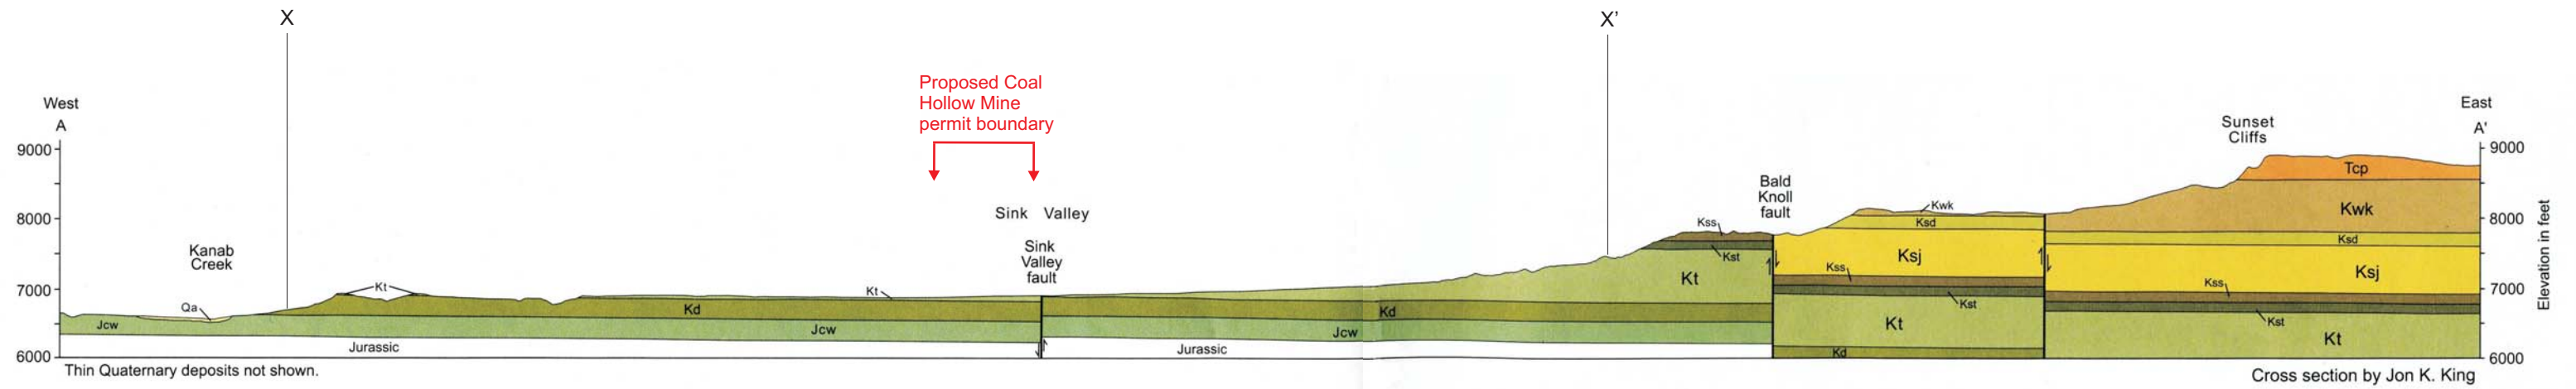 X
X'
Proposed Coal
Hollow Mine
permit boundary
West
A
East
A'
Sunset
Cliffs
9000
8000
7000
6000
9000
8000
7000
6000
Elevation in feet
Kanab
Creek
Sink Valley
Sink
Valley
fault
Bald
Knoll
fault
Qa
Jcw
Kt
Kd
Jcw
Jurassic
Kt
Kd
Jcw
Jurassic
Kss
Kst
Kt
Kwk
Ksd
Ksj
Kss
Kst
Kt
Kd
Tcp
Kwk
Ksd
Ksj
Kss
Kst
Kt
Thin Quaternary deposits not shown.
Cross section by Jon K. King